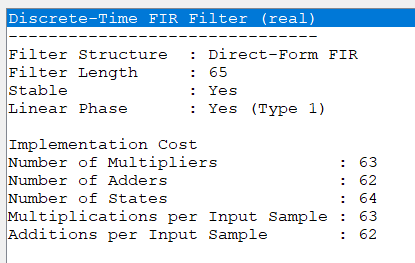 Discrete-Time FIR Filter (real)
-------------------------------
Filter Structure  : Direct-Form FIR
Filter Length     : 65
Stable            : Yes
Linear Phase      : Yes (Type 1)
Implementation Cost
Number of Multipliers            : 63
Number of Adders                 : 62
Number of States                 : 64
Multiplications per Input Sample : 63
Additions per Input Sample       : 62